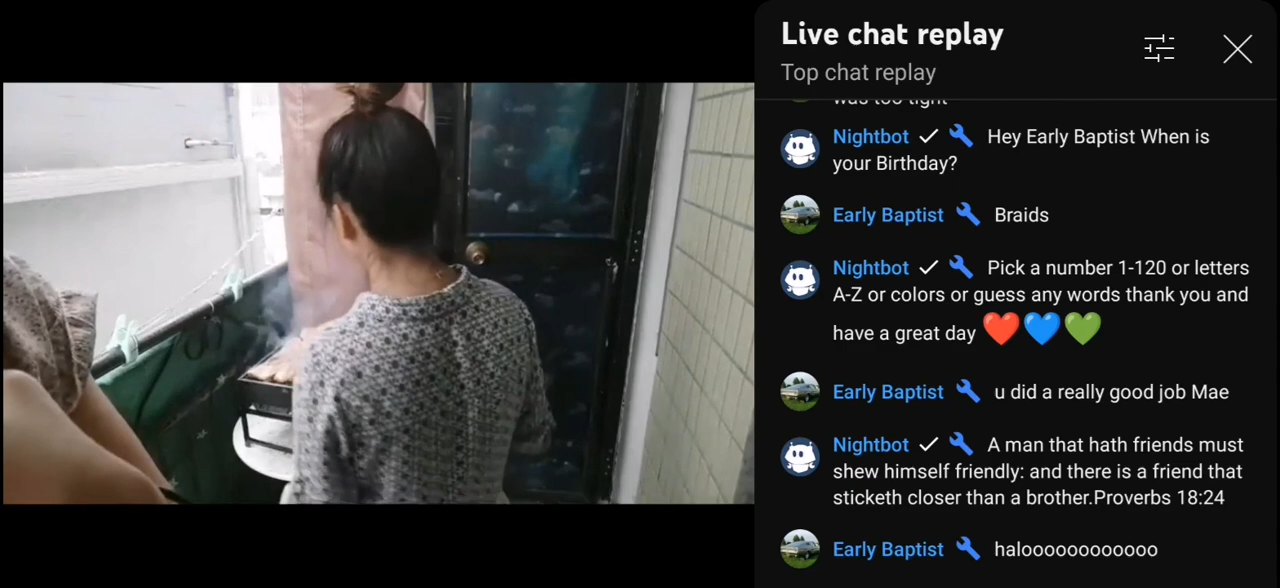 Live chat replay
Top chat replay
was too tight
Nightbot Hey Early Baptist When is
your Birthday?
Early Baptist Braids
Nightbot Pick a number 1-120 or letters
A-Z or colors or guess any words thank you and
have a great day ❤️💙💚
Early Baptist u did a really good job Mae
Nightbot A man that hath friends must
shew himself friendly: and there is a friend that
sticketh closer than a brother.Proverbs 18:24
Early Baptist halooooooooooooo